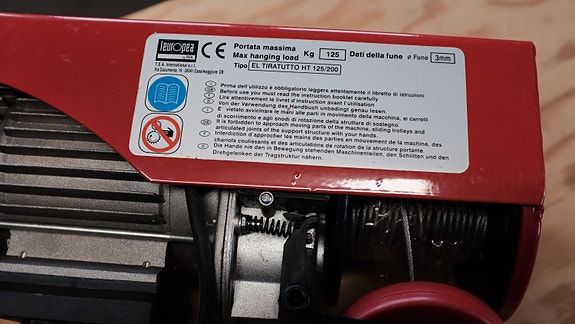 Teuropea
CE
T.E.A. International s.r.l.
Portata massima
Max hanging load Kg 125 Dati della fune ø Fune 3mm
Tipo EL TIRATUTTO HT 125/200
Prima dell'utilizzo è obbligatorio leggere attentamente il libretto di istruzioni
Before use you must read the instruction booklet carefully
Lire attentivement le livret d'instruction avant l'utilisation
Von der Verwendung das Handbuch unbedingt genau lesen.
E' vietato avvicinare le mani alle parti in movimento della macchina, ai carrelli
di scorrimento e agli snodi di rotazione della struttura di sostegno
It is forbidden to approach moving parts of the machine, sliding trolleys and
articulated joints of the support structure with your hands.
Interdiction d'approcher les mains des parties en mouvement de la machine, des
chariots coulissants et des articulations de rotation de la structure portante.
Die Hände nie den in Bewegung stehenden Maschinenteilen, den Schlitten und den
Drehgelenken der Tragstruktur nähern.